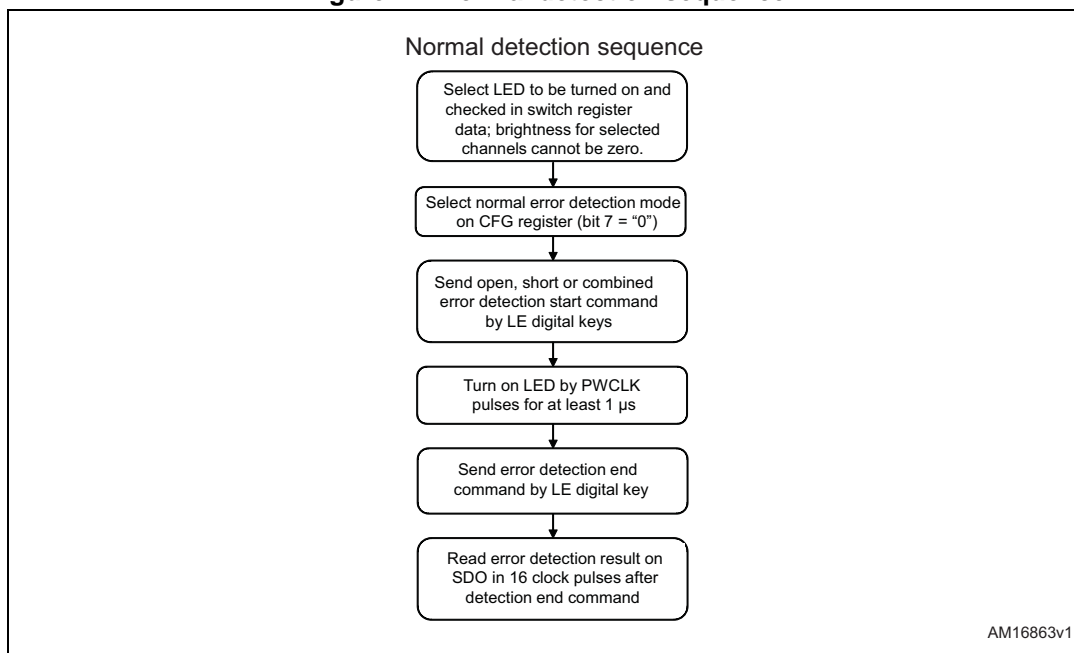 Normal detection sequence
Select LED to be turned on and
checked in switch register
data; brightness for selected
channels cannot be zero.
Select normal error detection mode
on CFG register (bit 7 = “0”)
Send open, short or combined
error detection start command
by LE digital keys
Turn on LED by PWCLK
pulses for at least 1 µs
Send error detection end
command by LE digital key
Read error detection result on
SDO in 16 clock pulses after
detection end command
AM16863v1